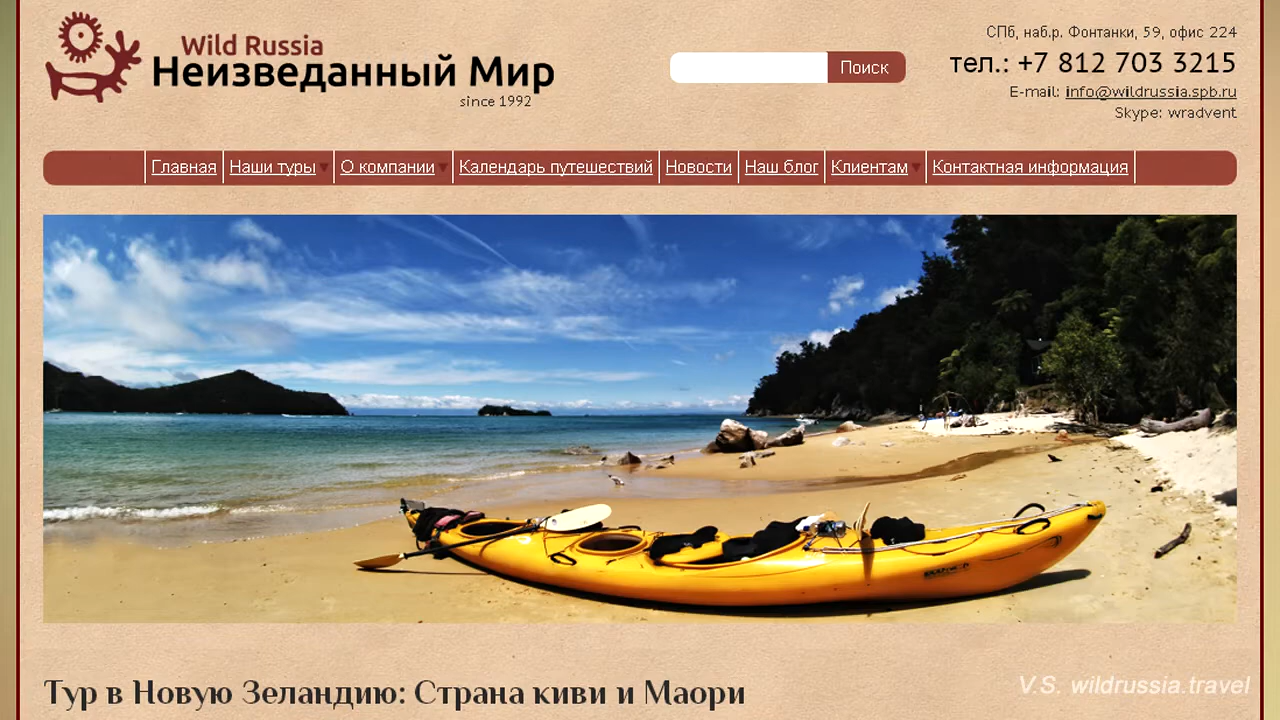 Wild Russia
Неизведанный Мир
since 1992
Поиск
СПб, наб.р. Фонтанки, 59, офис 224
тел.: +7 812 703 3215
E-mail: info@wildrussia.spb.ru
Skype: wradvent
Главная Наши туры О компании Календарь путешествий Новости Наш блог Клиентам Контактная информация
Тур в Новую Зеландию: Страна киви и Маори
V.S. wildrussia.travel